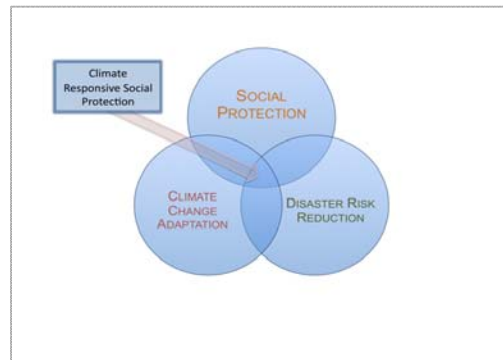 Climate
Responsive Social
Protection
SOCIAL
PROTECTION
CLIMATE
CHANGE
ADAPTATION
DISASTER RISK
REDUCTION